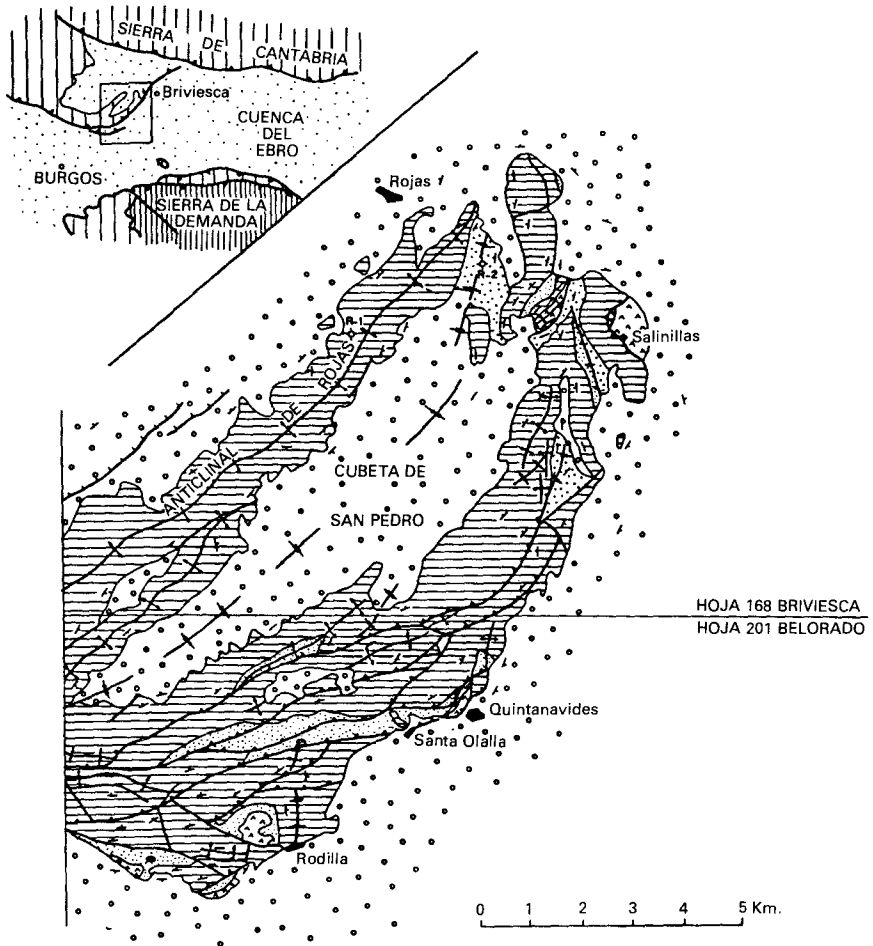 SIERRA DE CANTABRIA
Briviesca
CUENCA
DEL
EBRO
BURGOS
SIERRA DE LA
DEMANDA
Rojas
R-2
R-1
Salinillas
ANTICLINAL DE ROJAS
CUBETA DE
SAN PEDRO
HOJA 168 BRIVIESCA
HOJA 201 BELORADO
Quintanavides
Santa Olalla
Rodilla
0 1 2 3 4 5 Km.